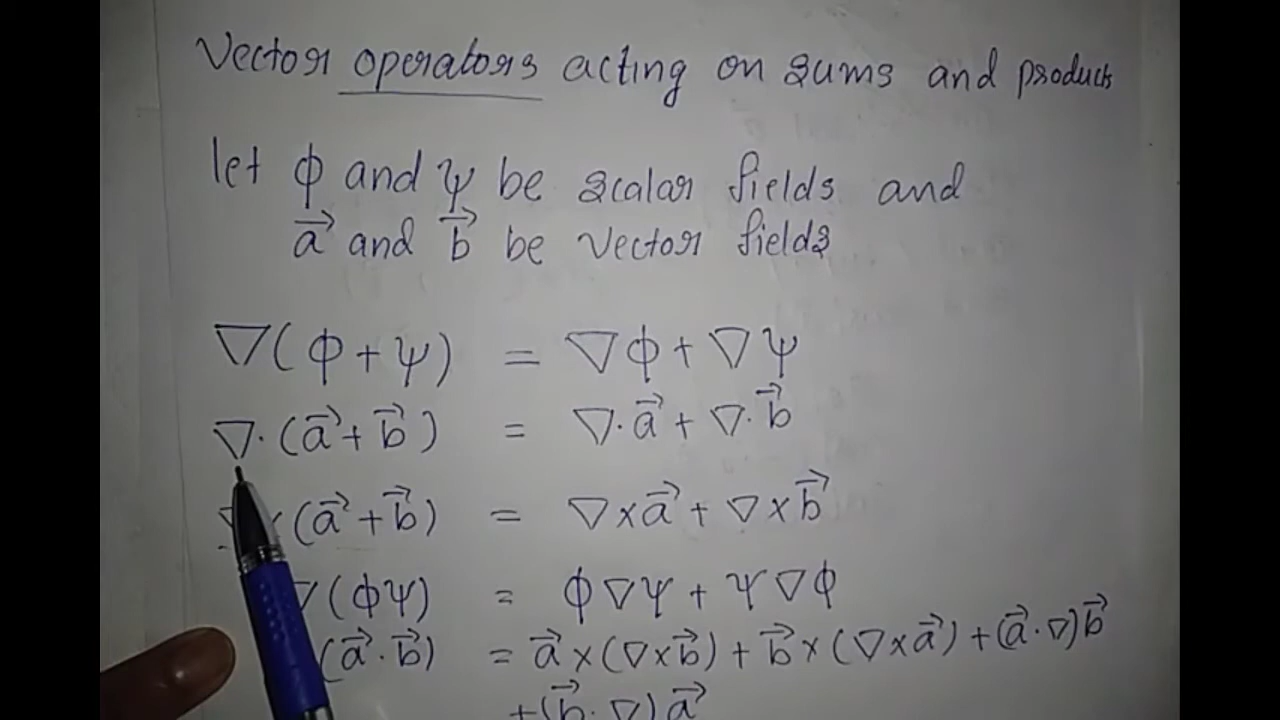 Vector operators acting on sums and products
let ϕ and ψ be scalar fields and
a⃗ and b⃗ be vector fields
∇(ϕ+ψ) = ∇ϕ + ∇ψ
∇·(a⃗+b⃗) = ∇·a⃗ + ∇·b⃗
∇×(a⃗+b⃗) = ∇×a⃗ + ∇×b⃗
∇(ϕψ) = ϕ∇ψ + ψ∇ϕ
(a⃗·b⃗) = a⃗×(∇×b⃗) + b⃗×(∇×a⃗) + (a⃗·∇)b⃗
+(b⃗·∇)a⃗